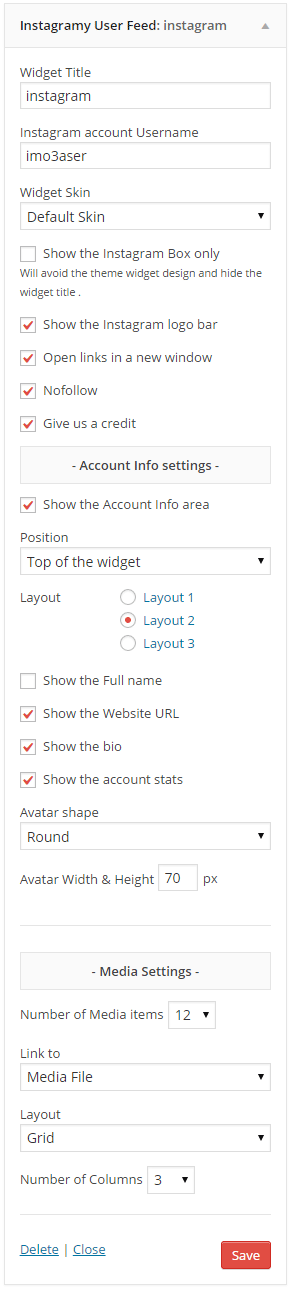 Instagramy User Feed: instagram
Widget Title
instagram
Instagram account Username
imo3aser
Widget Skin
Default Skin
Show the Instagram Box only
Will avoid the theme widget design and hide the
widget title .
Show the Instagram logo bar
Open links in a new window
Nofollow
Give us a credit
- Account Info settings -
Show the Account Info area
Position
Top of the widget
Layout
Layout 1
Layout 2
Layout 3
Show the Full name
Show the Website URL
Show the bio
Show the account stats
Avatar shape
Round
Avatar Width & Height 70 px
- Media Settings -
Number of Media items 12
Link to
Media File
Layout
Grid
Number of Columns 3
Delete | Close Save